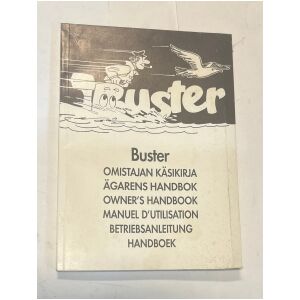 Buster
Buster
OMISTAJAN KÄSIKIRJA
ÄGARENS HANDBOK
OWNER'S HANDBOOK
MANUEL D'UTILISATION
BETRIEBSANLEITUNG
HANDBOEK